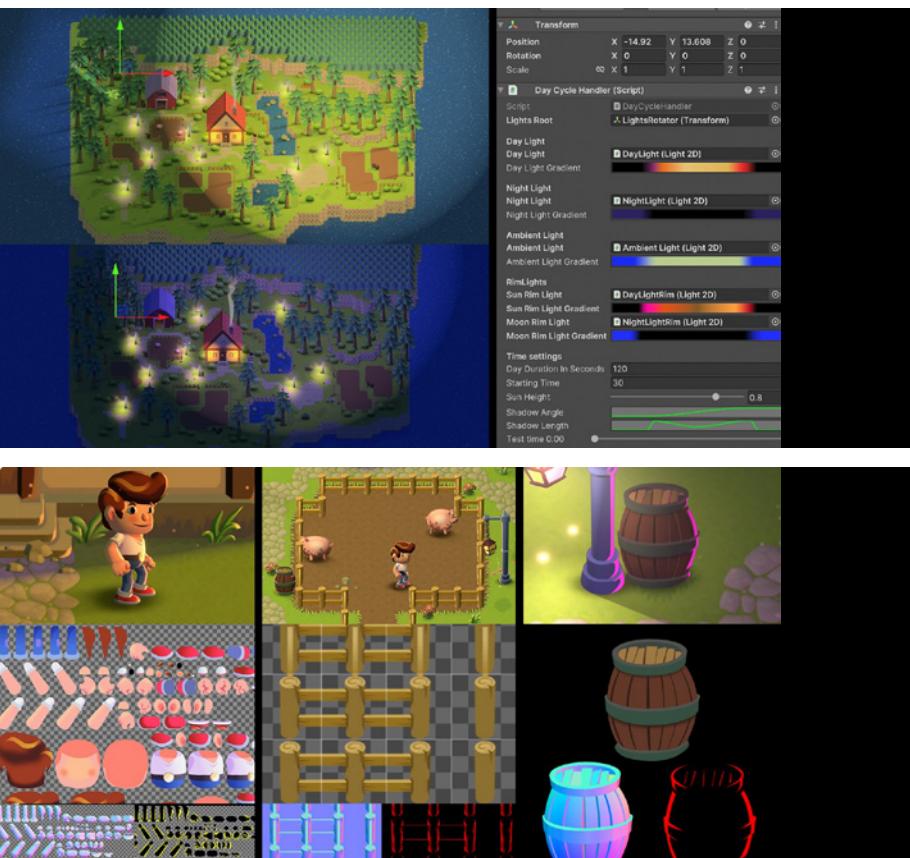 Transform
Position X -14.92 Y 13.608 Z 0
Rotation X 0 Y 0 Z 0
Scale X 1 Y 1 Z 1
Day Cycle Handler (Script)
Script DayCycleHandler
Lights Root LightsRotator (Transform)
Day Light
Day Light DayLight (Light 2D)
Day Light Gradient
Night Light
Night Light NightLight (Light 2D)
Night Light Gradient
Ambient Light
Ambient Light Ambient Light (Light 2D)
Ambient Light Gradient
RimLights
Sun Rim Light DayLightRim (Light 2D)
Sun Rim Light Gradient
Moon Rim Light NightLightRim (Light 2D)
Moon Rim Light Gradient
Time settings
Day Duration In Seconds 120
Starting Time 30
Sun Height 0.8
Shadow Angle
Shadow Length
Test time 0.00